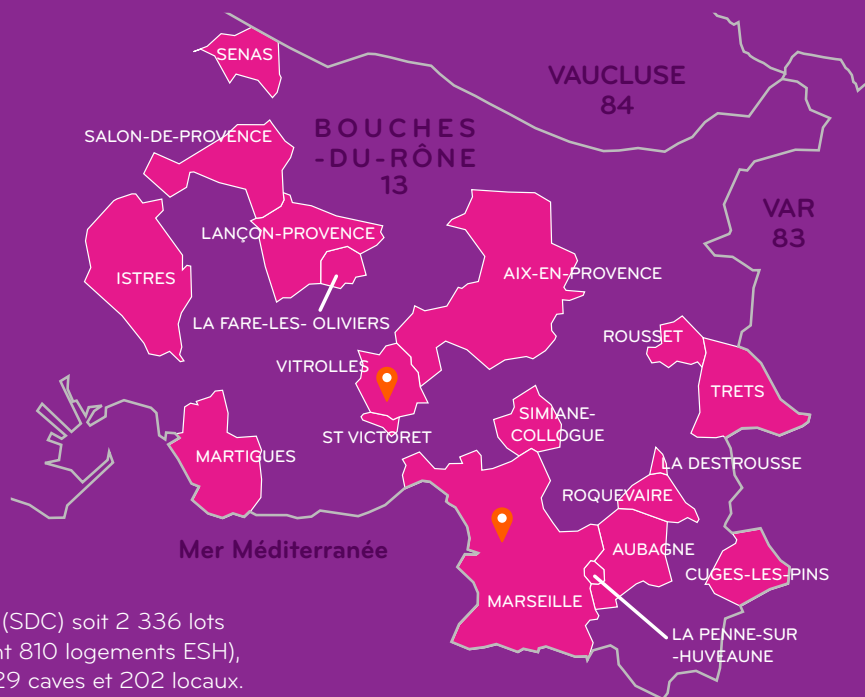 SENAS
VAUCLUSE
84
SALON-DE-PROVENCE
BOUCHES
-DU-RÔNE
13
VAR
83
LANÇON-PROVENCE
ISTRES
AIX-EN-PROVENCE
LA FARE-LES- OLIVIERS
ROUSSET
VITROLLES
TRETS
SIMIANE-
COLLOGUE
ST VICTORET
MARTIGUES
LA DESTROUSSE
ROQUEVAIRE
Mer Méditerranée
AUBAGNE
CUGES-LES-PINS
MARSEILLE
LA PENNE-SUR
-HUVEAUNE
(SDC) soit 2 336 lots
810 logements ESH),
29 caves et 202 locaux.